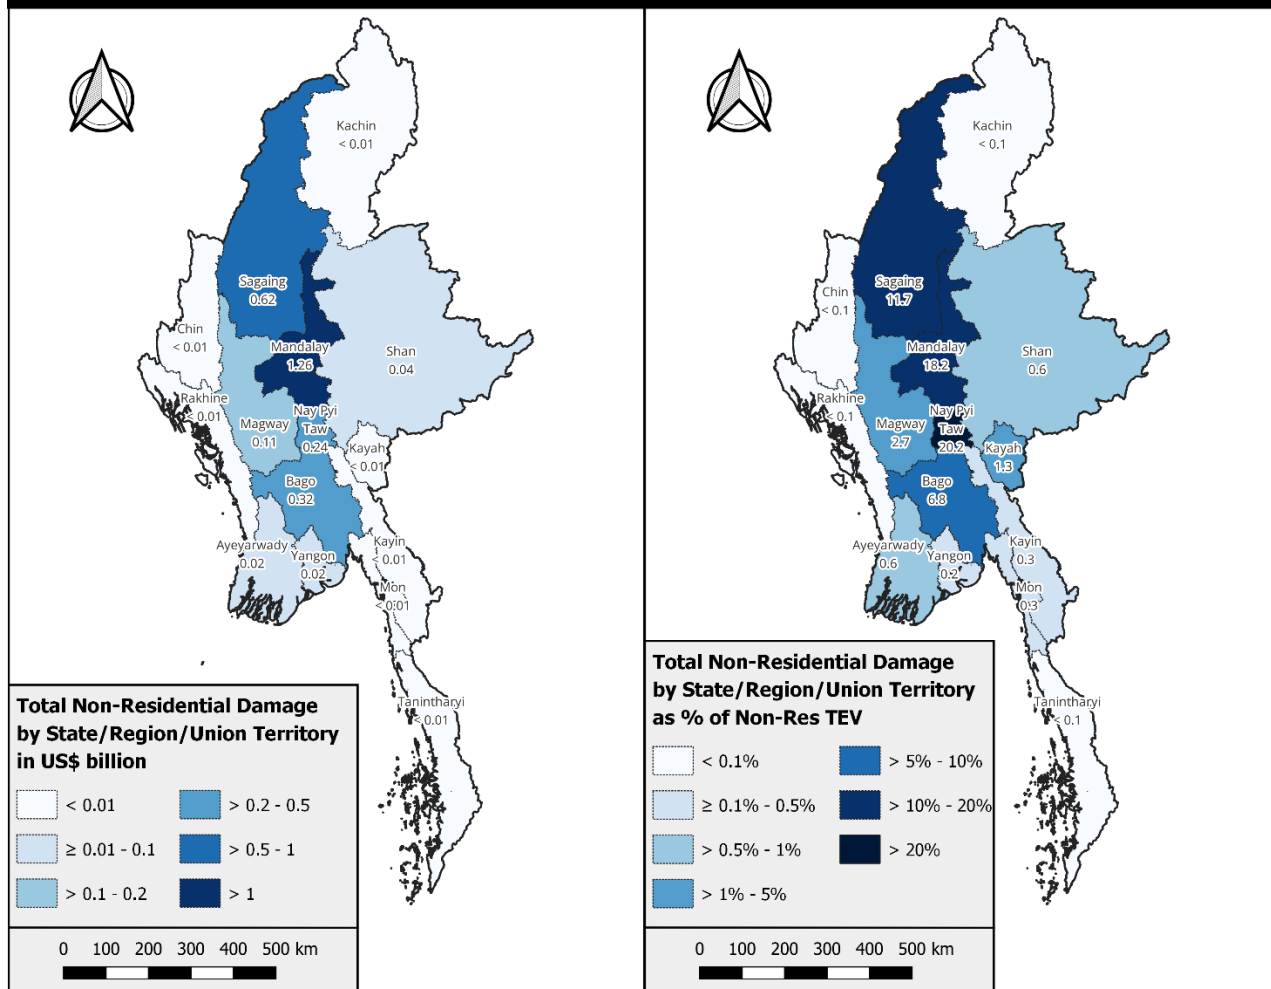 Kachin
< 0.01
Sagaing
0.62
Chin
< 0.01
Mandalay
1.26
Shan
0.04
Rakhine
< 0.01
Magway
0.11
Nay Pyi
Taw
0.24
Kayah
< 0.01
Bago
0.32
Ayeyarwady
0.02
Yangon
0.02
Kayin
< 0.01
Mon
< 0.01
Tanintharyi
< 0.01
Total Non-Residential Damage
by State/Region/Union Territory
in US$ billion
< 0.01
≥ 0.01 - 0.1
> 0.1 - 0.2
> 0.2 - 0.5
> 0.5 - 1
> 1
0 100 200 300 400 500 km
Kachin
< 0.1
Sagaing
11.7
Chin
< 0.1
Mandalay
18.2
Shan
0.6
Rakhine
< 0.1
Magway
2.7
Nay Pyi
Taw
20.2
Kayah
1.3
Bago
6.8
Ayeyarwady
0.6
Yangon
0.2
Kayin
0.3
Mon
0.3
Tanintharyi
< 0.1
Total Non-Residential Damage
by State/Region/Union Territory
as % of Non-Res TEV
< 0.1%
≥ 0.1% - 0.5%
> 0.5% - 1%
> 1% - 5%
> 5% - 10%
> 10% - 20%
> 20%
0 100 200 300 400 500 km